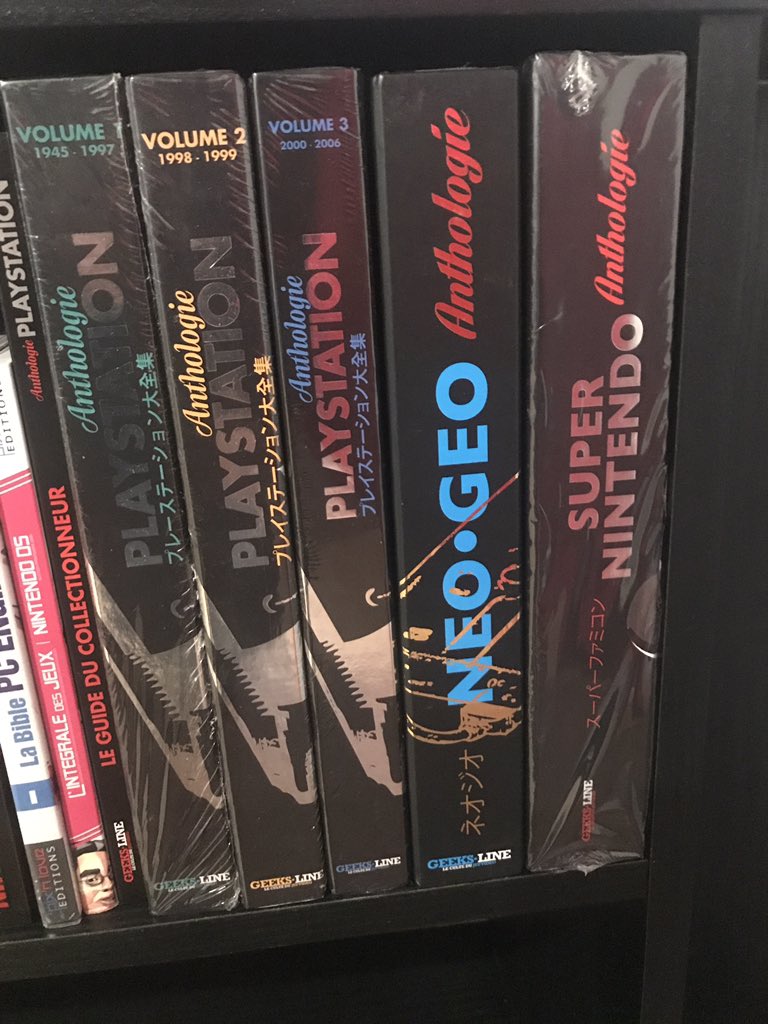 La Bible PC
EDITIONS
L'INTEGRALE DES JEUX | NINTENDO DS
Anthologie PLAYSTATION
LE GUIDE DU COLLECTIONNEUR
GEEKS-LINE
VOLUME 1
1945 - 1997
Anthologie
PLAYSTATION
プレーステーション大全集
GEEKS-LINE
VOLUME 2
1998 - 1999
Anthologie
PLAYSTATION
プレイステーション大全集
GEEKS-LINE
VOLUME 3
2000 - 2006
Anthologie
PLAYSTATION
プレイステーション大全集
GEEKS-LINE
Anthologie
NEO•GEO
ネオジオ
GEEKS-LINE
Anthologie
SUPER
NINTENDO
スーパーファミコン
GEEKS-LINE